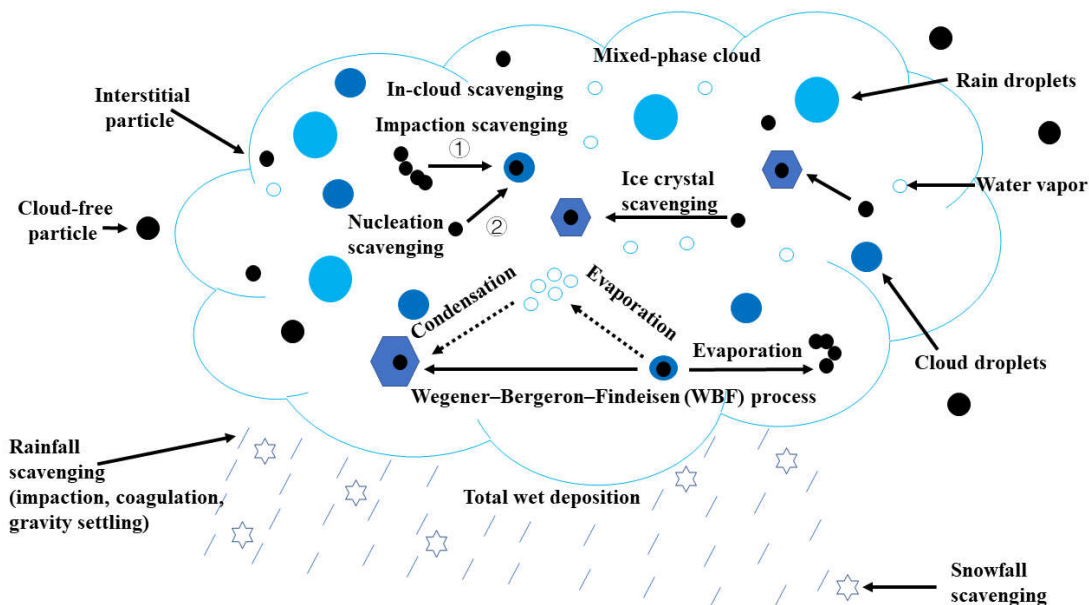 Mixed-phase cloud
In-cloud scavenging
Rain droplets
Interstitial
particle
Impaction scavenging
①
Ice crystal
scavenging
Water vapor
Cloud-free
particle
Nucleation
scavenging
②
Condensation
Evaporation
Evaporation
Cloud droplets
Wegener–Bergeron–Findeisen (WBF) process
Rainfall
scavenging
(impaction, coagulation,
gravity settling)
Total wet deposition
Snowfall
scavenging